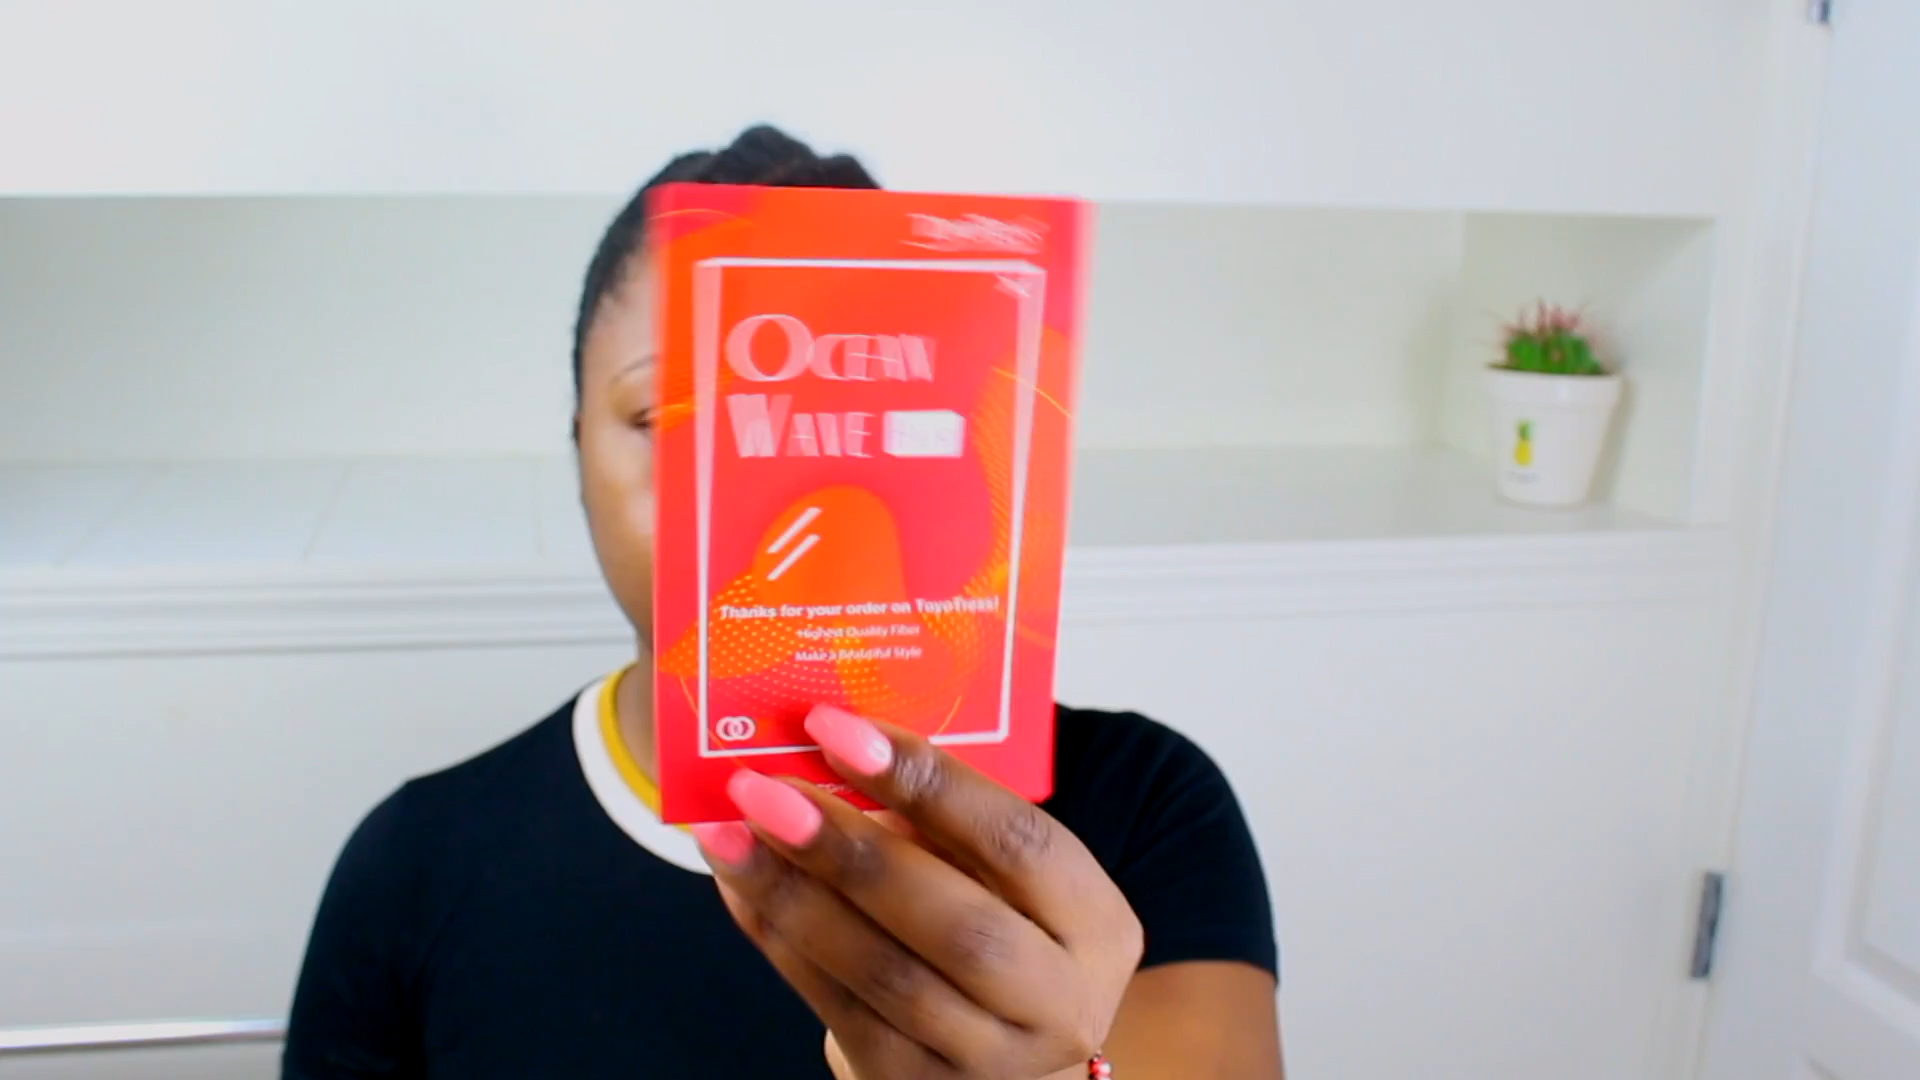 OCEAN
WAVE
Thanks for your order on ToyoTress!
Highest Quality Fiber
Make a Beautiful Style